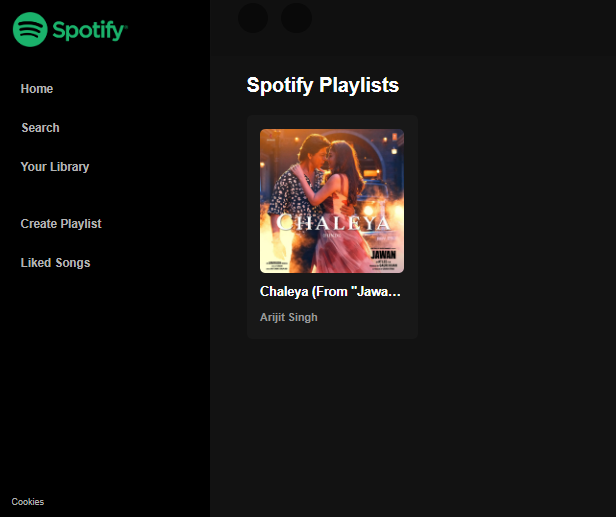 Spotify
Home
Search
Your Library
Create Playlist
Liked Songs
Cookies
Spotify Playlists
CHALEYA
HINDI
JAWAN
Chaleya (From "Jawa...
Arijit Singh